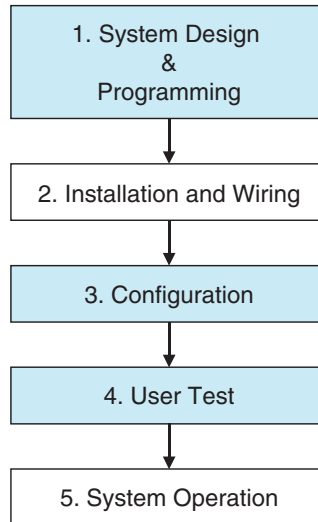 1. System Design
&
Programming
2. Installation and Wiring
3. Configuration
4. User Test
5. System Operation